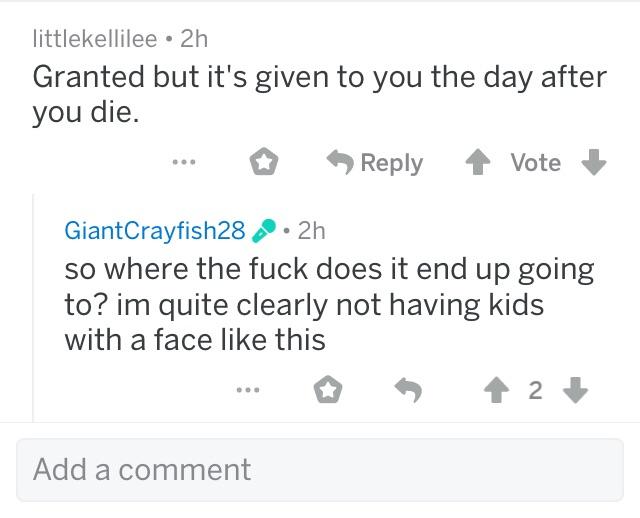 littlekellilee • 2h
Granted but it's given to you the day after
you die.
... Reply Vote
GiantCrayfish28 • 2h
so where the fuck does it end up going
to? im quite clearly not having kids
with a face like this
... 2
Add a comment